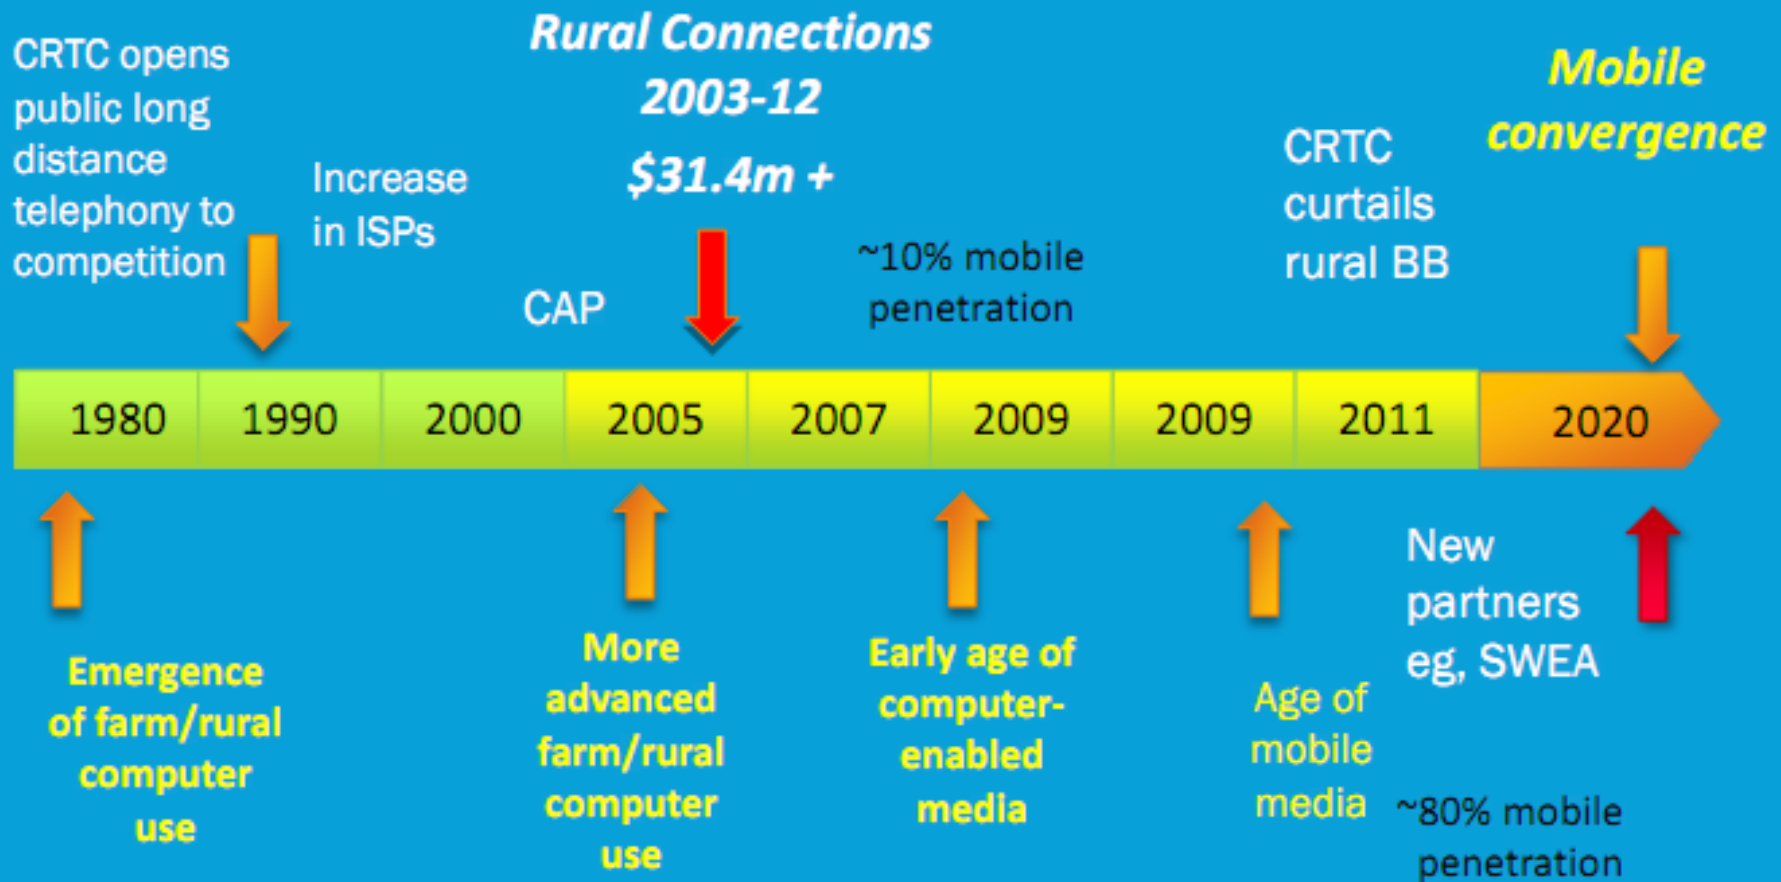 CRTC opens
public long
distance
telephony to
competition
Increase
in ISPs
CAP
Rural Connections
2003-12
$31.4m +
~10% mobile
penetration
CRTC
curtails
rural BB
Mobile
convergence
1980 1990 2000 2005 2007 2009 2009 2011 2020
Emergence
of farm/rural
computer
use
More
advanced
farm/rural
computer
use
Early age of
computer-
enabled
media
Age of
mobile
media
New
partners
eg, SWEA
~80% mobile
penetration